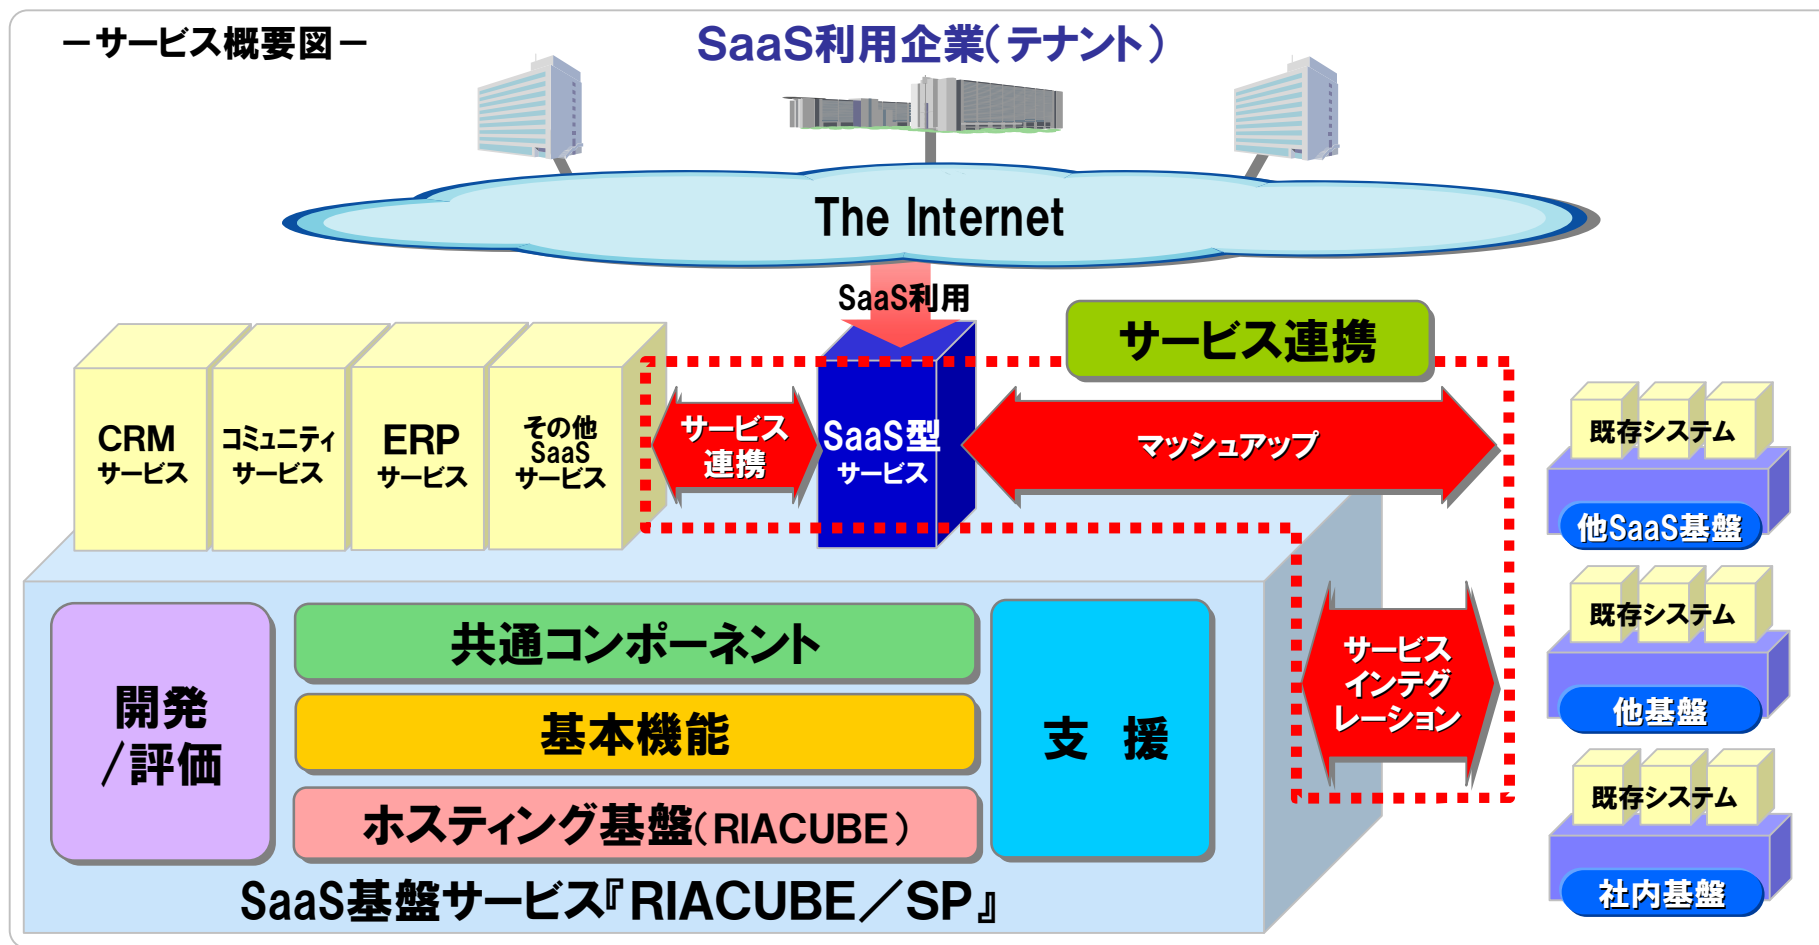 －サービス概要図－
SaaS利用企業（テナント）
The Internet
SaaS利用
サービス連携
CRM
サービス
コミュニティ
サービス
ERP
サービス
その他
SaaS
サービス
サービス
連携
SaaS型
サービス
マッシュアップ
既存システム
他SaaS基盤
既存システム
他基盤
既存システム
社内基盤
サービス
インテグ
レーション
開発
/評価
共通コンポーネント
基本機能
ホスティング基盤（RIACUBE）
支　援
SaaS基盤サービス『RIACUBE／SP』